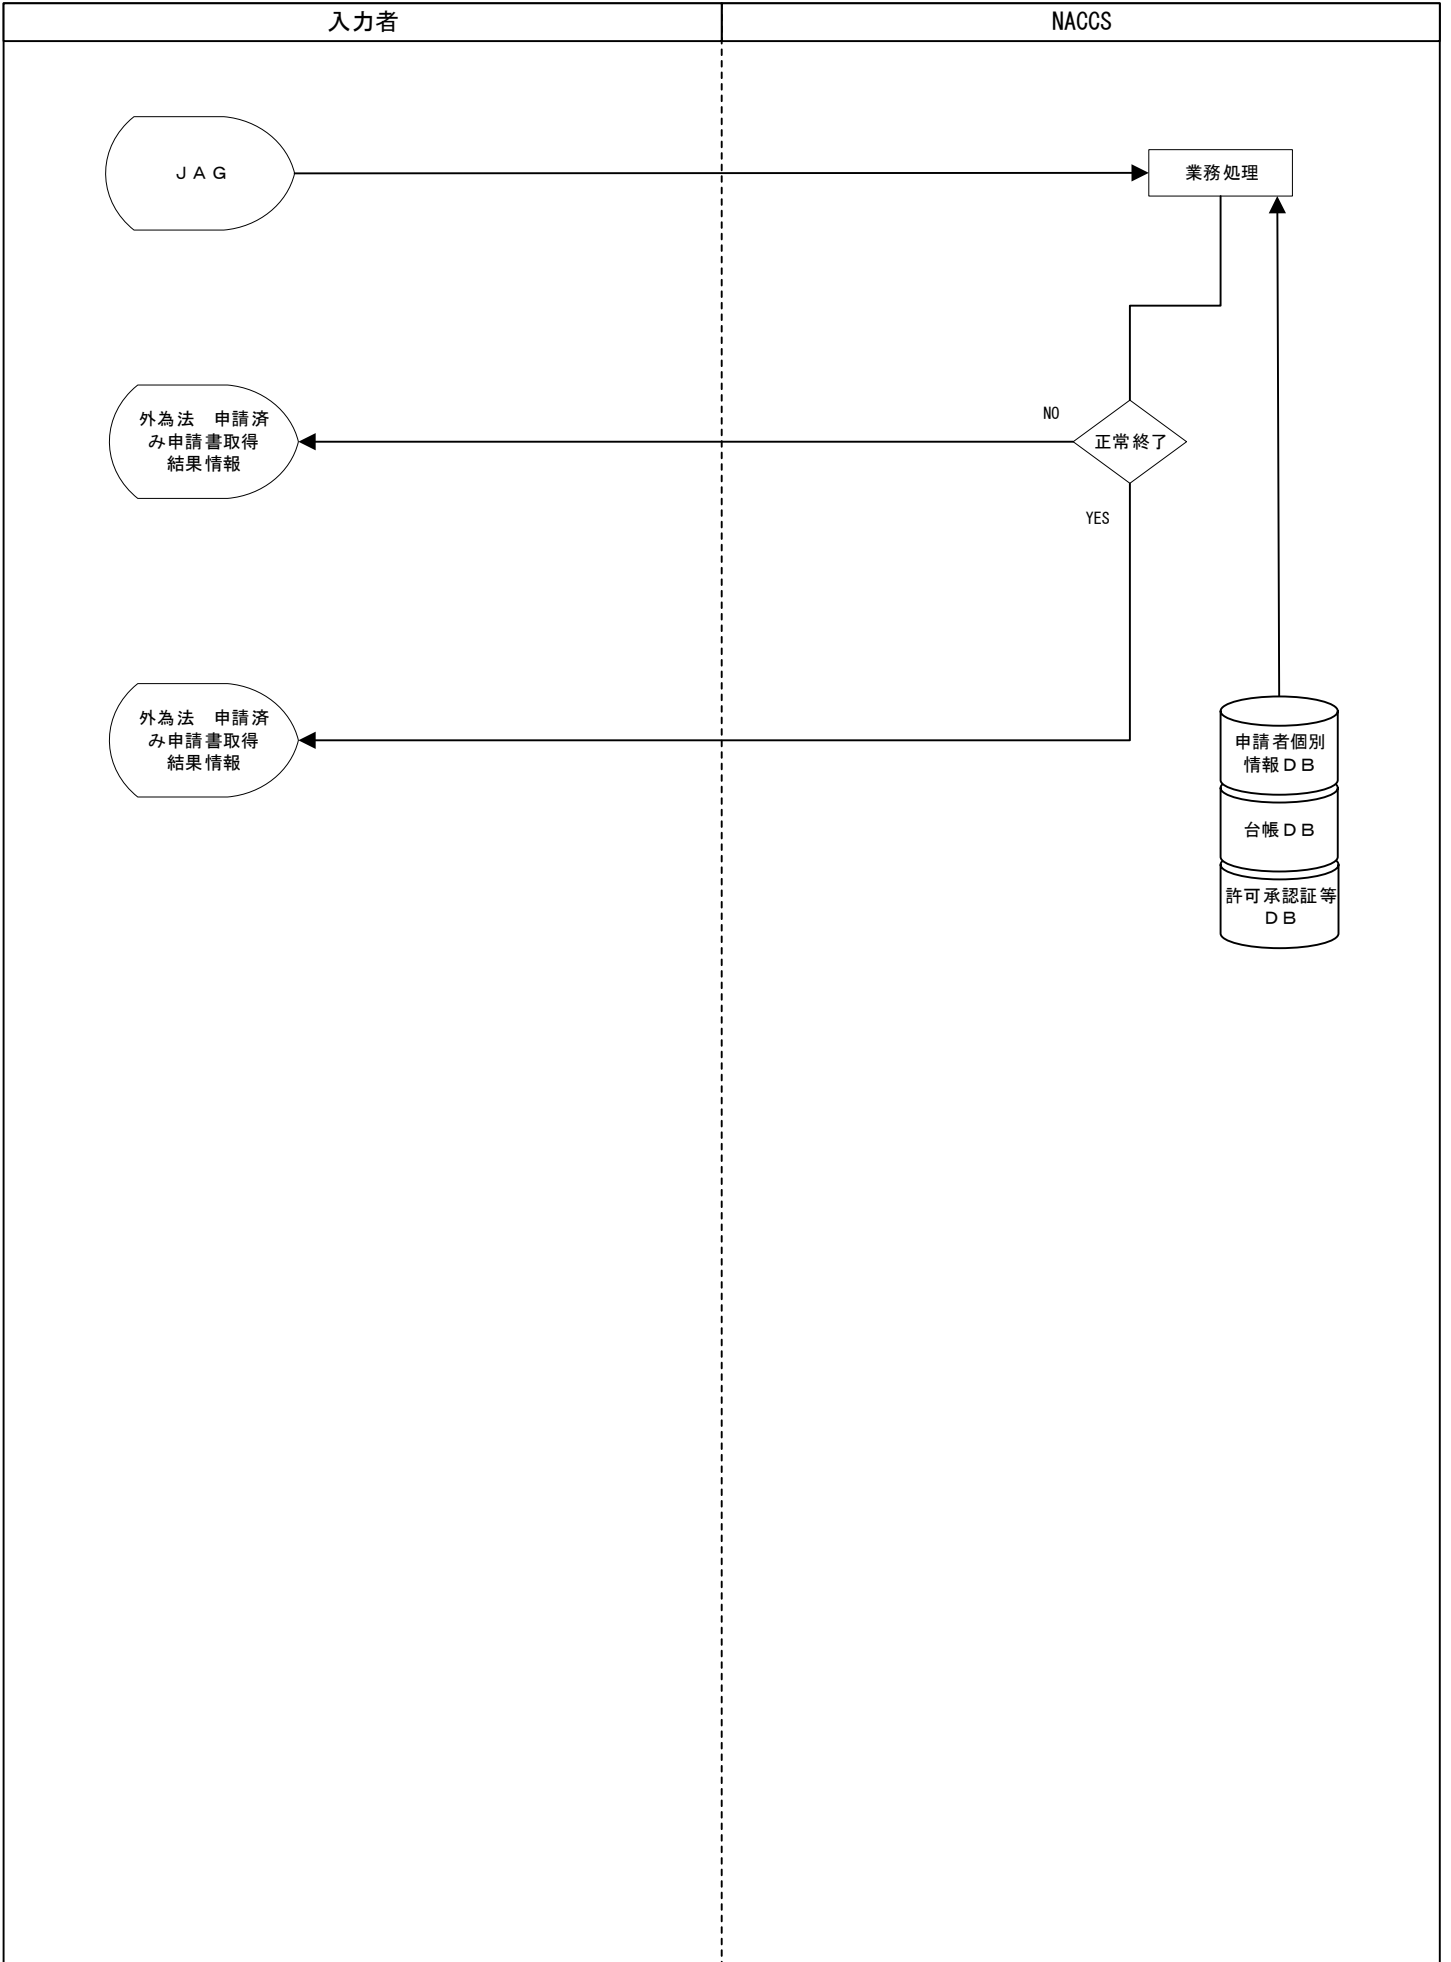 入力者
NACCS
ＪＡＧ
業務処理
外為法　申請済
み申請書取得
結果情報
NO
正常終了
YES
外為法　申請済
み申請書取得
結果情報
申請者個別
情報ＤＢ
台帳ＤＢ
許可承認証等
ＤＢ